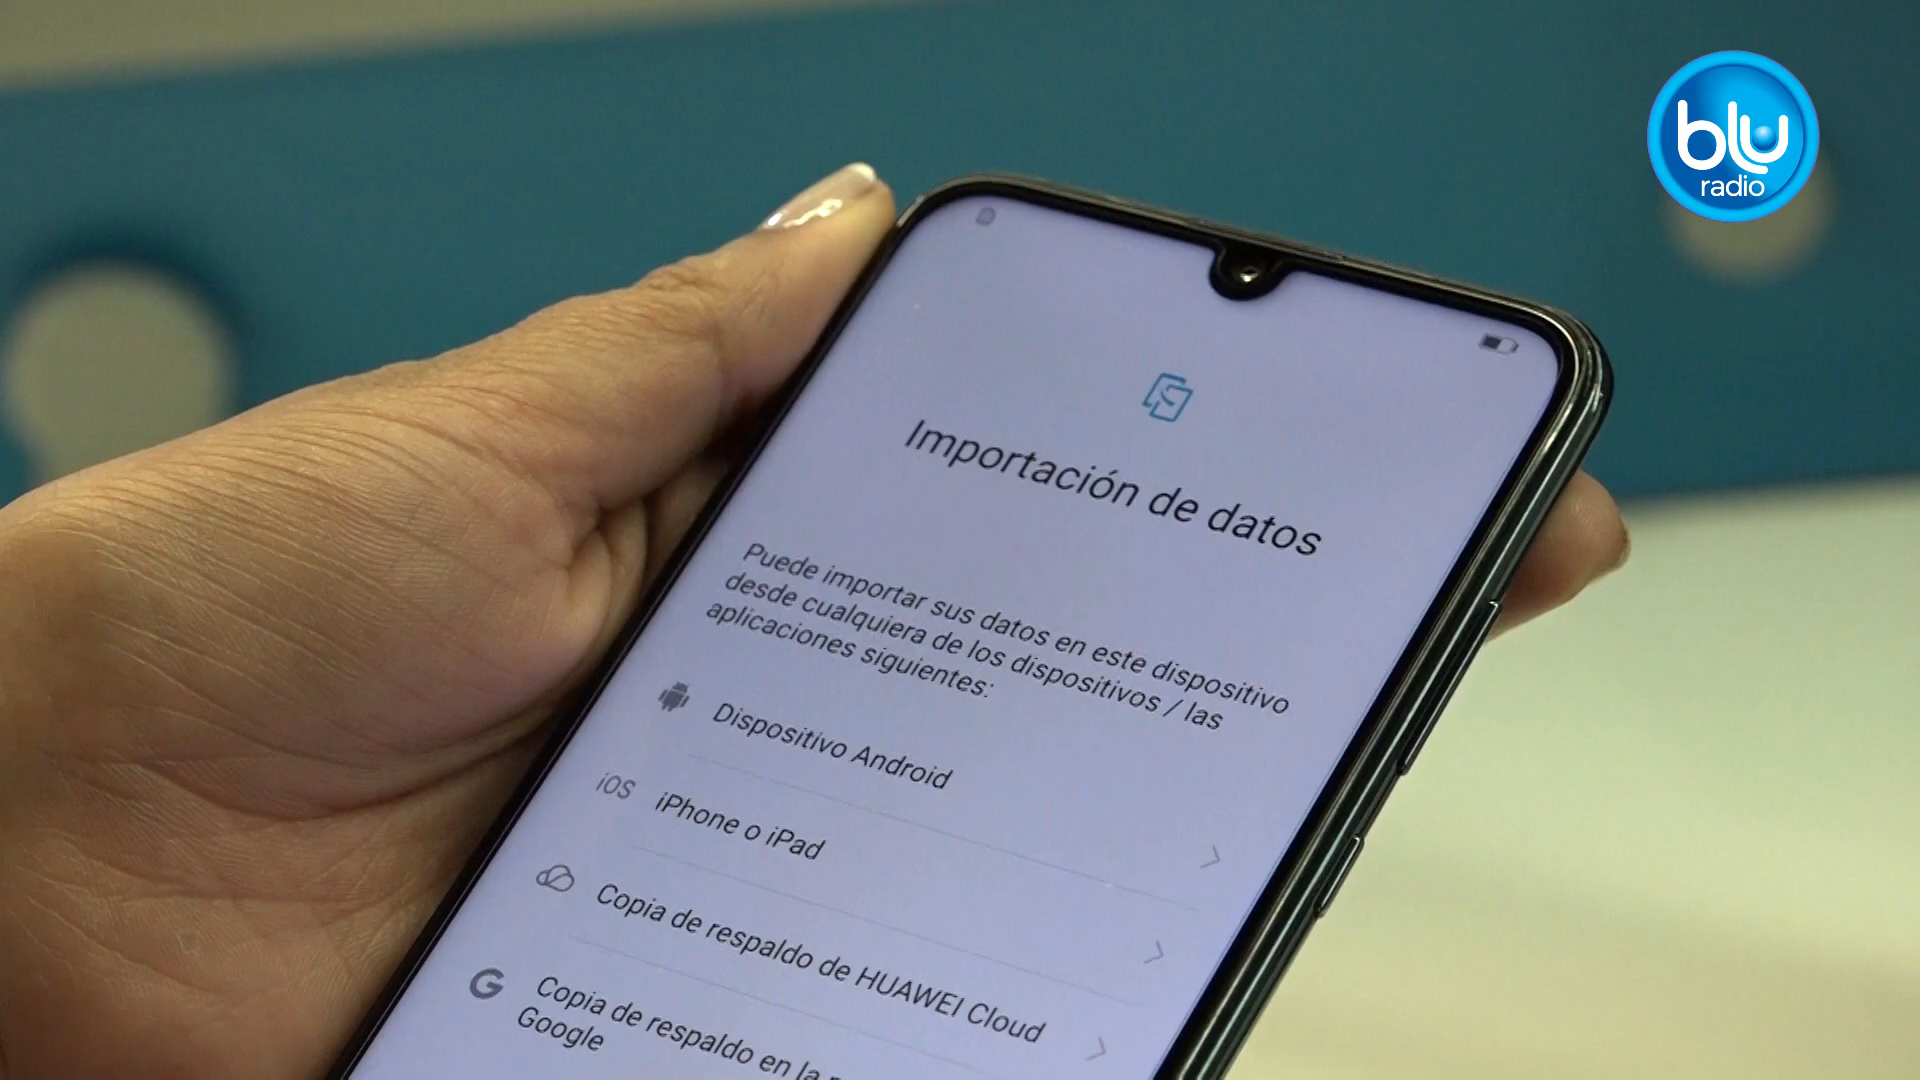 blu
radio
Importación de datos
Puede importar sus datos en este dispositivo
desde cualquiera de los dispositivos / las
aplicaciones siguientes:
Dispositivo Android
iOS iPhone o iPad
Copia de respaldo de HUAWEI Cloud
G Copia de respaldo en la
Google